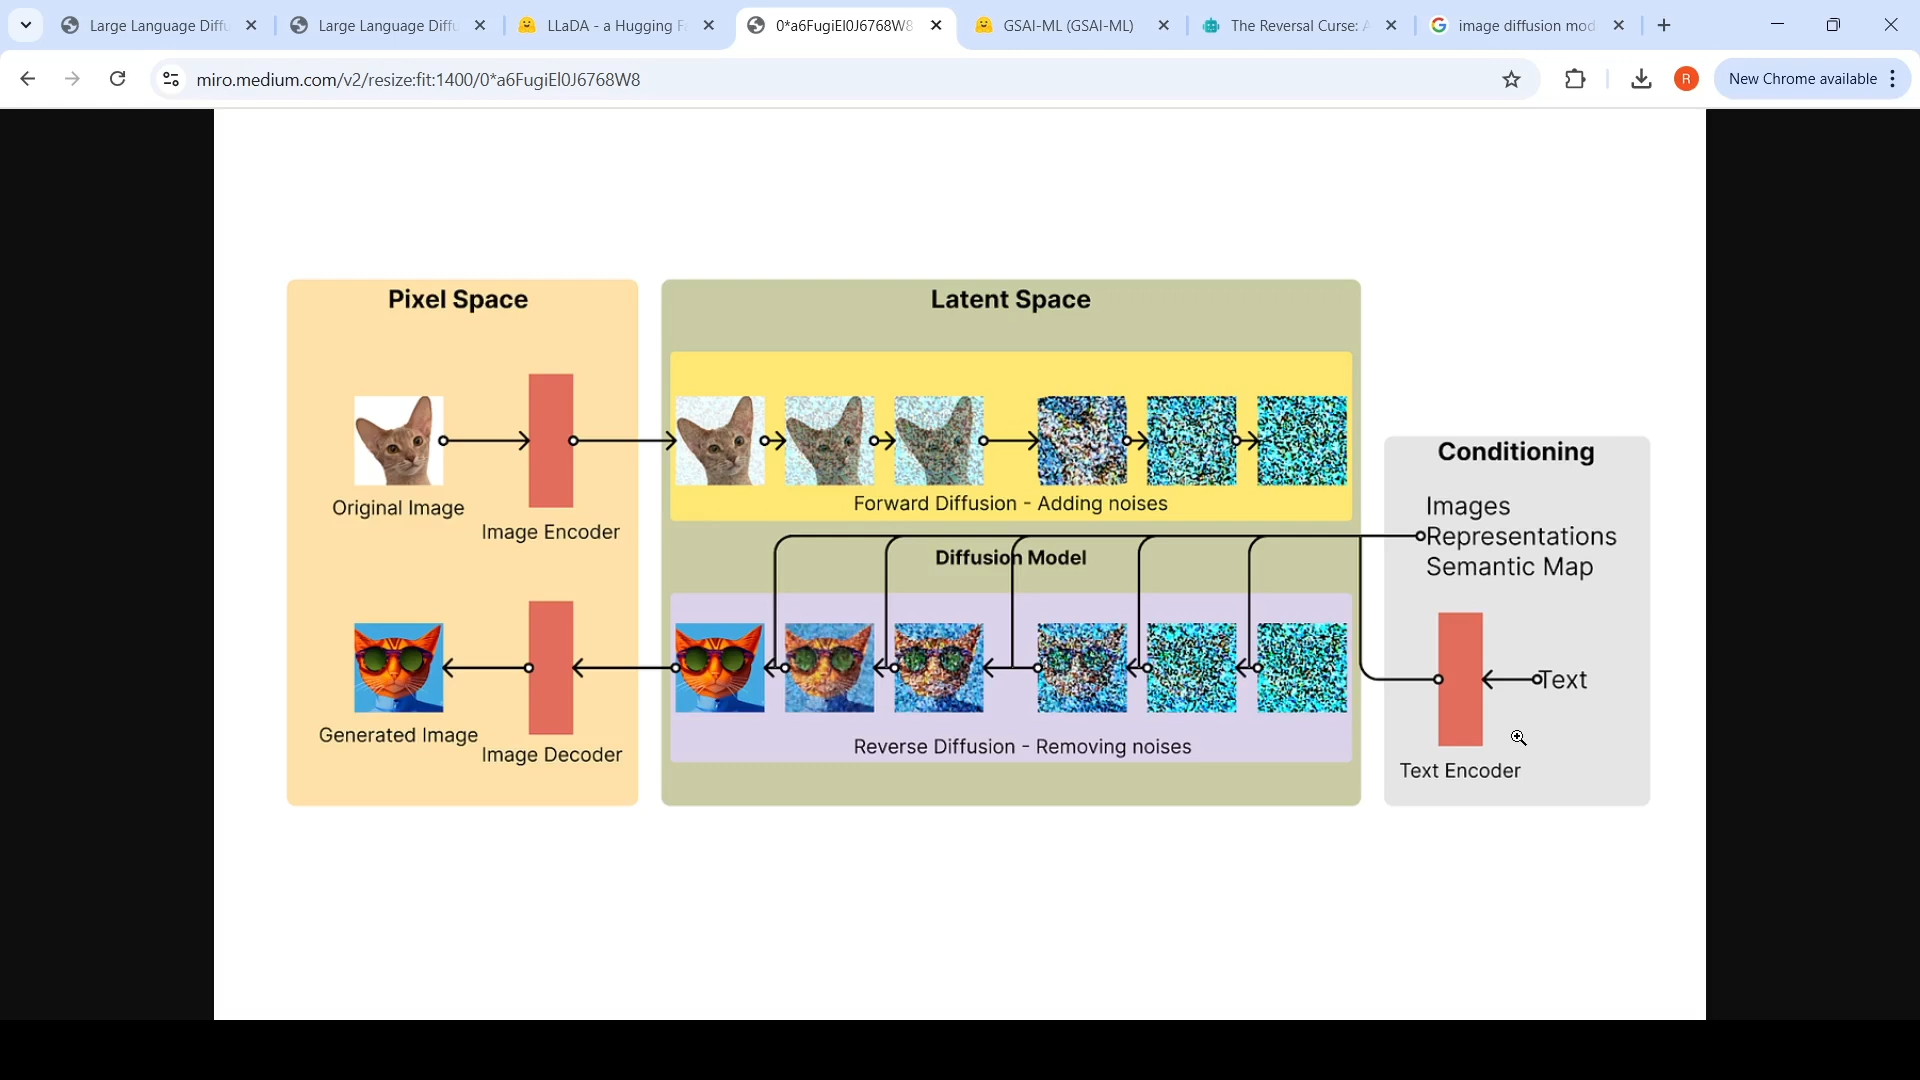 Large Language Diffu
Large Language Diffu
LLaDA - a Hugging F
0*a6FugiEl0J6768W8
GSAI-ML (GSAI-ML)
The Reversal Curse: A
image diffusion mod
miro.medium.com/v2/resize:fit:1400/0*a6FugiEl0J6768W8
R
New Chrome available
Pixel Space
Latent Space
Original Image
Image Encoder
Forward Diffusion - Adding noises
Conditioning
Images
Representations
Semantic Map
Diffusion Model
Text
Generated Image
Image Decoder
Reverse Diffusion - Removing noises
Text Encoder